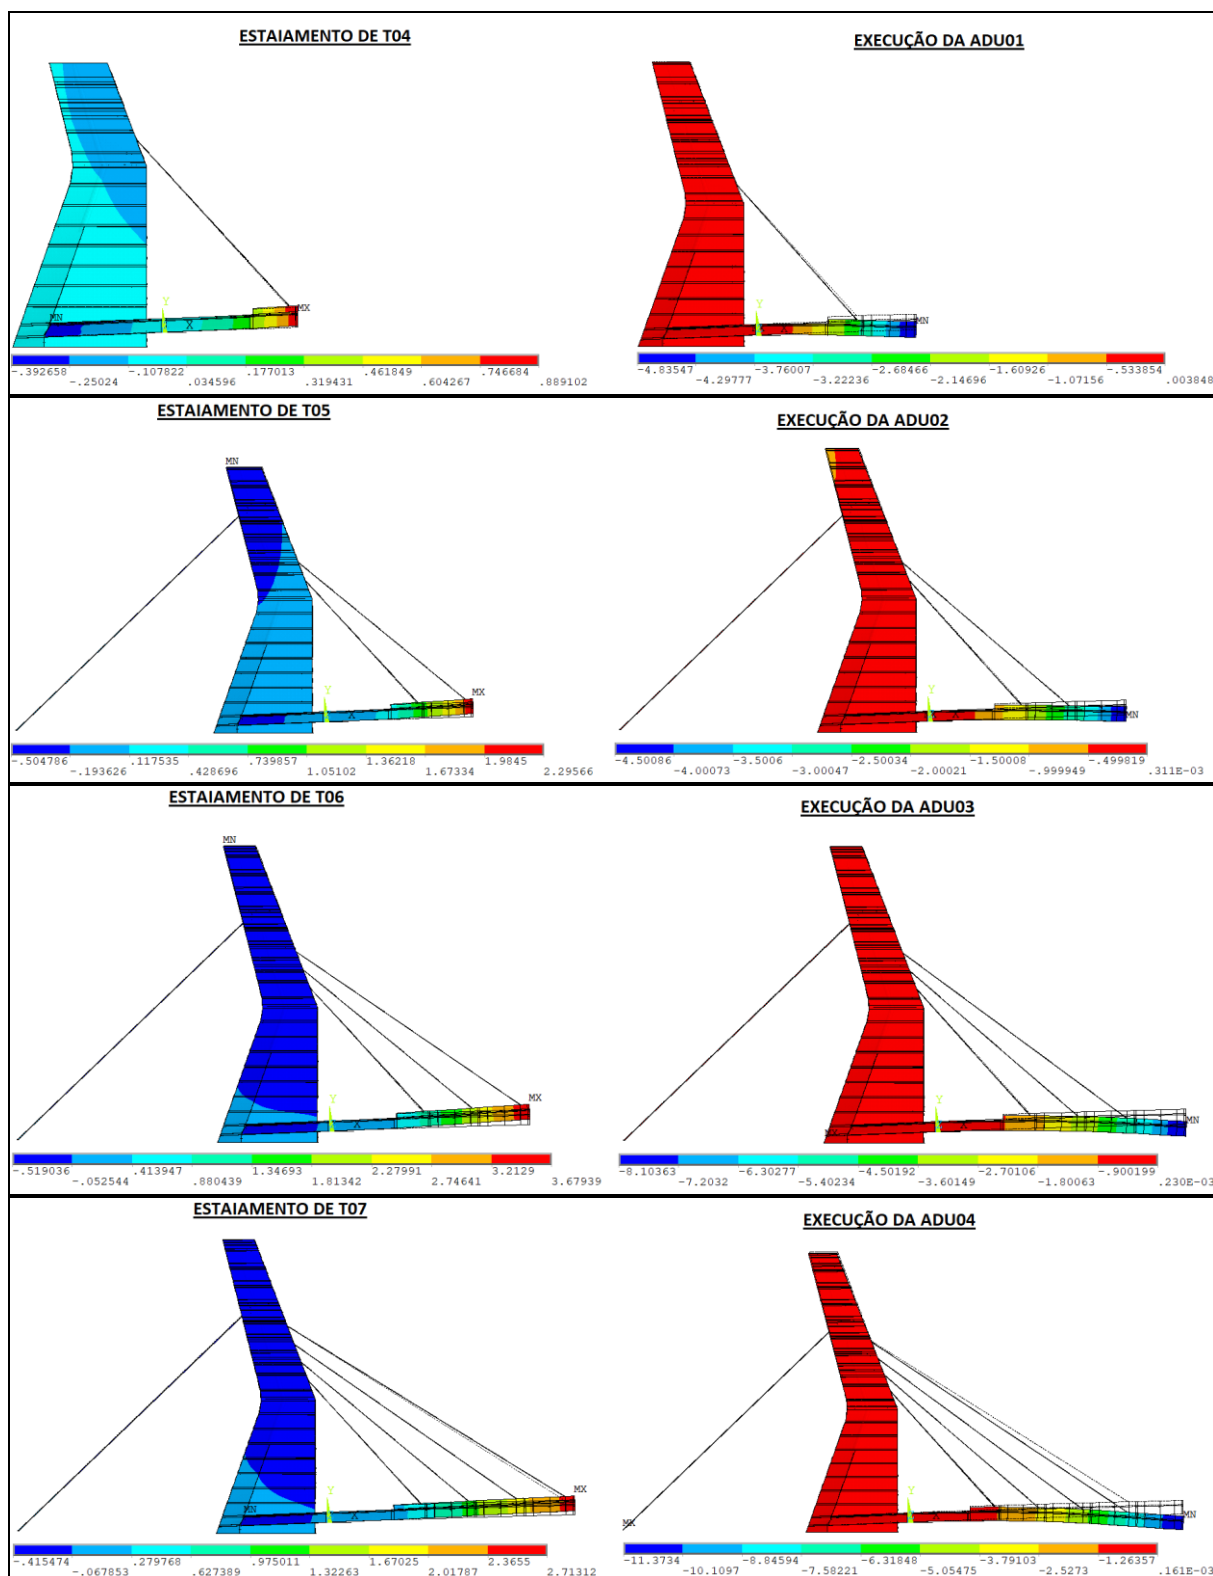 ESTAIAMENTO DE T04
MN
MX
Y
X
-.392658 -.107822 .177013 .461849 .746684
-.25024 .034596 .319431 .604267 .889102
EXECUÇÃO DA ADU01
Y
X
MN
-4.83547 -3.76007 -2.68466 -1.60926 -.533854
-4.29777 -3.22236 -2.14696 -1.07156 .003848
ESTAIAMENTO DE T05
MN
MX
Y
X
-.504786 .117535 .739857 1.36218 1.9845
-.193626 .428696 1.05102 1.67334 2.29566
EXECUÇÃO DA ADU02
Y
X
MN
-4.50086 -3.5006 -2.50034 -1.50008 -.499819
-4.00073 -3.00047 -2.00021 -.999949 .311E-03
ESTAIAMENTO DE T06
MN
MX
Y
X
-.519036 .413947 1.34693 2.27991 3.2129
-.052544 .880439 1.81342 2.74641 3.67939
EXECUÇÃO DA ADU03
Y
X
MX
MN
-8.10363 -6.30277 -4.50192 -2.70106 -.900199
-7.2032 -5.40234 -3.60149 -1.80063 .230E-03
ESTAIAMENTO DE T07
MX
Y
MN
X
-.415474 .279768 .975011 1.67025 2.3655
-.067853 .627389 1.32263 2.01787 2.71312
EXECUÇÃO DA ADU04
Y
X
MN
MX
-11.3734 -8.84594 -6.31848 -3.79103 -1.26357
-10.1097 -7.58221 -5.05475 -2.5273 .161E-03